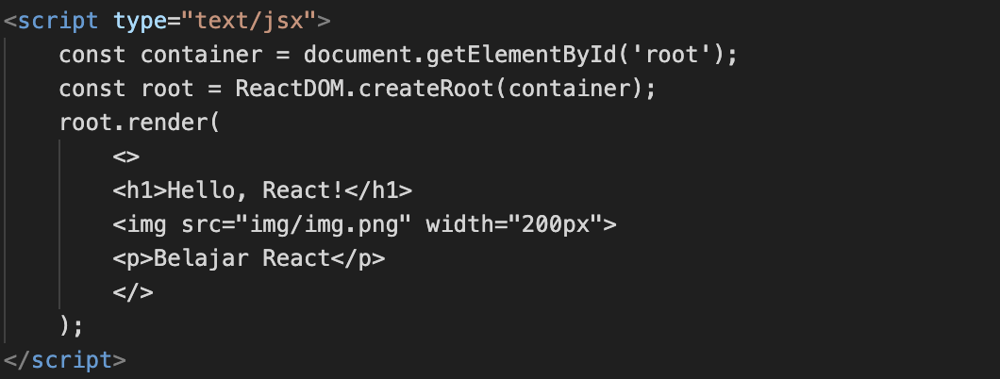 <script type="text/jsx">
const container = document.getElementById('root');
const root = ReactDOM.createRoot(container);
root.render(
<>
<h1>Hello, React!</h1>
<img src="img/img.png" width="200px">
<p>Belajar React</p>
</>
);
</script>